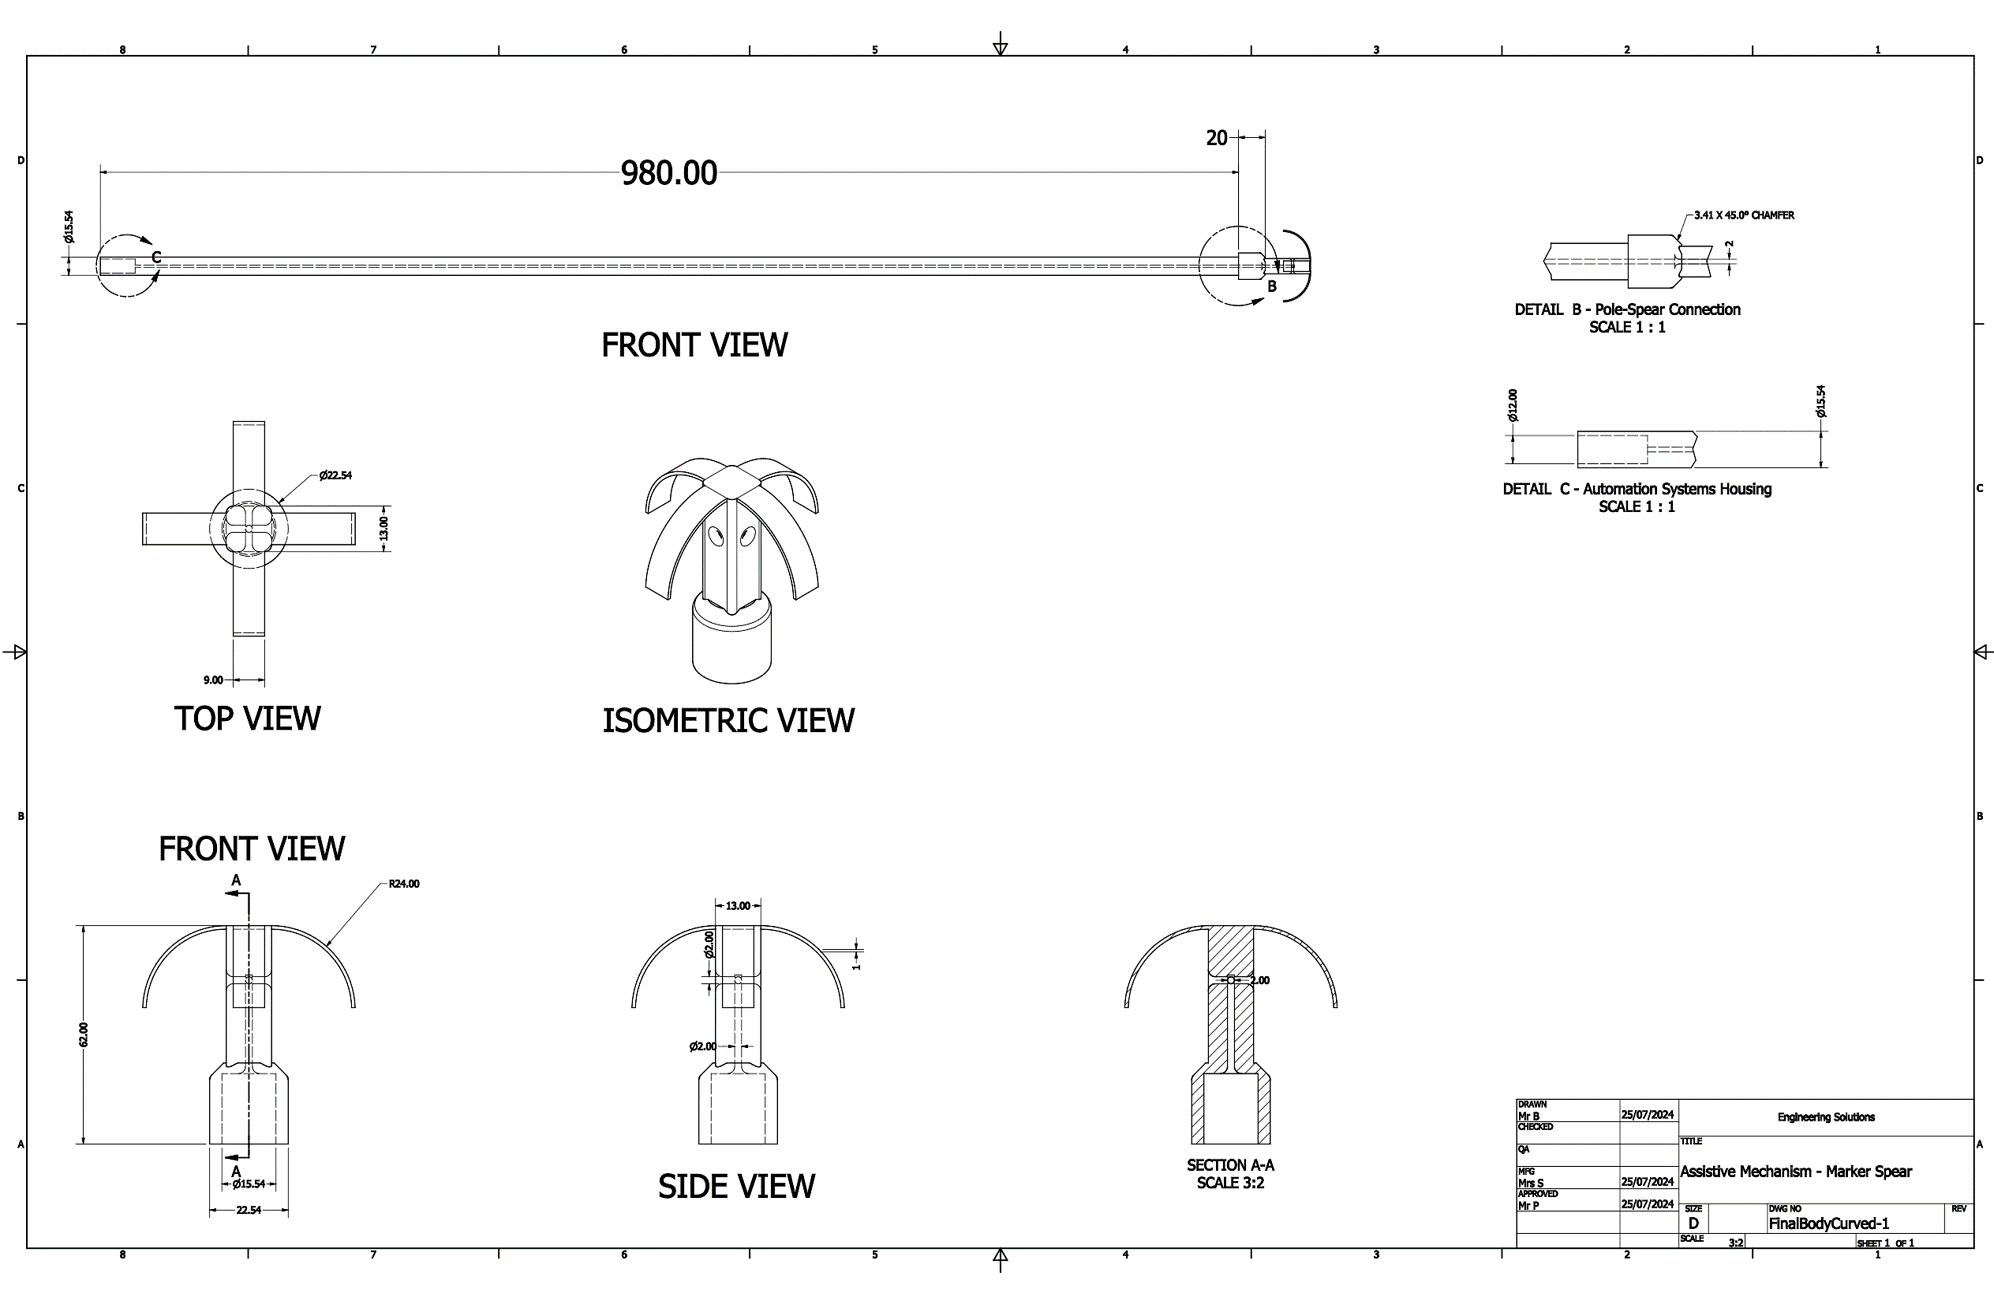 8 7 6 5 4 3 2 1
D D
20
980.00
Ø15.54
C
B
3.41 X 45.0° CHAMFER
2
DETAIL B - Pole-Spear Connection
SCALE 1 : 1
FRONT VIEW
Ø12.00
Ø15.54
DETAIL C - Automation Systems Housing
SCALE 1 : 1
C C
Ø22.54
13.00
9.00
TOP VIEW
ISOMETRIC VIEW
B B
FRONT VIEW
A
R24.00
62.00
A
Ø15.54
22.54
13.00
Ø2.00
1
Ø2.00
SIDE VIEW
2.00
SECTION A-A
SCALE 3:2
A A
DRAWN
Mr B 25/07/2024
CHECKED
QA
MFG
Mrs S 25/07/2024
APPROVED
Mr P 25/07/2024
Engineering Solutions
TITLE
Assistive Mechanism - Marker Spear
SIZE
D
DWG NO
FinalBodyCurved-1
REV
SCALE
3:2
SHEET 1 OF 1
8 7 6 5 4 3 2 1